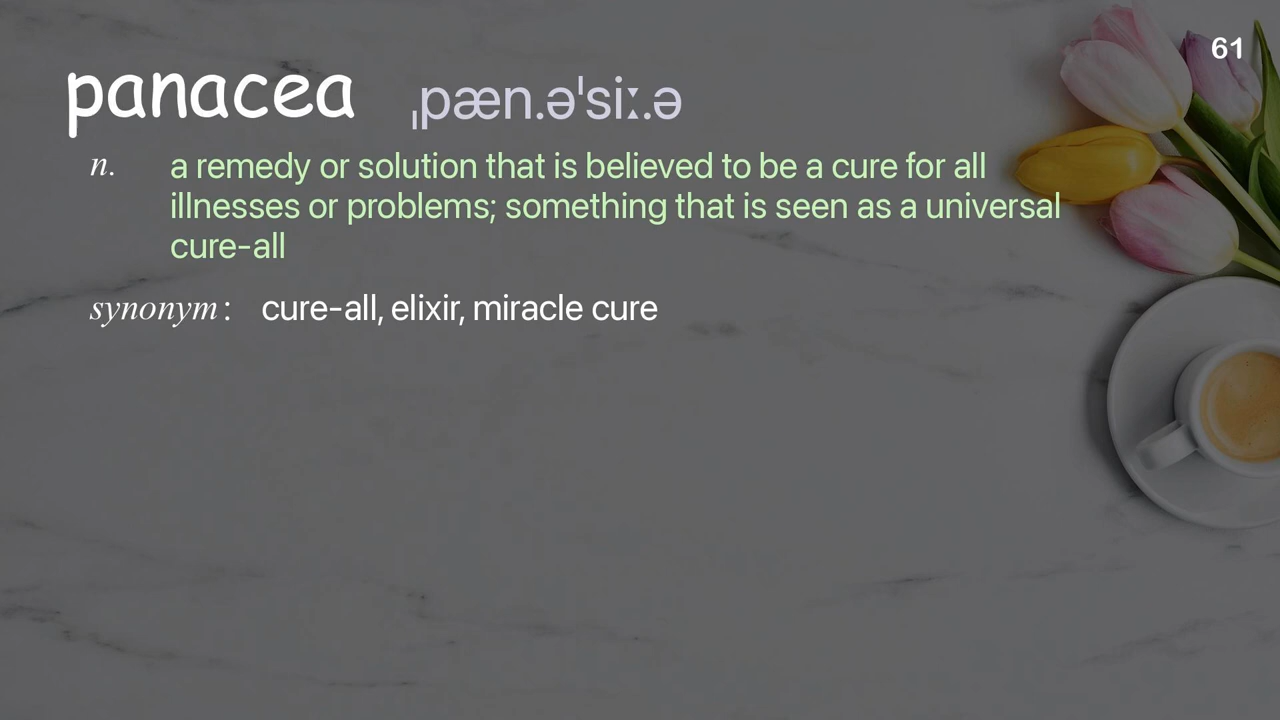 61
panacea ˌpæn.əˈsiː.ə
n. a remedy or solution that is believed to be a cure for all
illnesses or problems; something that is seen as a universal
cure-all
synonym: cure-all, elixir, miracle cure